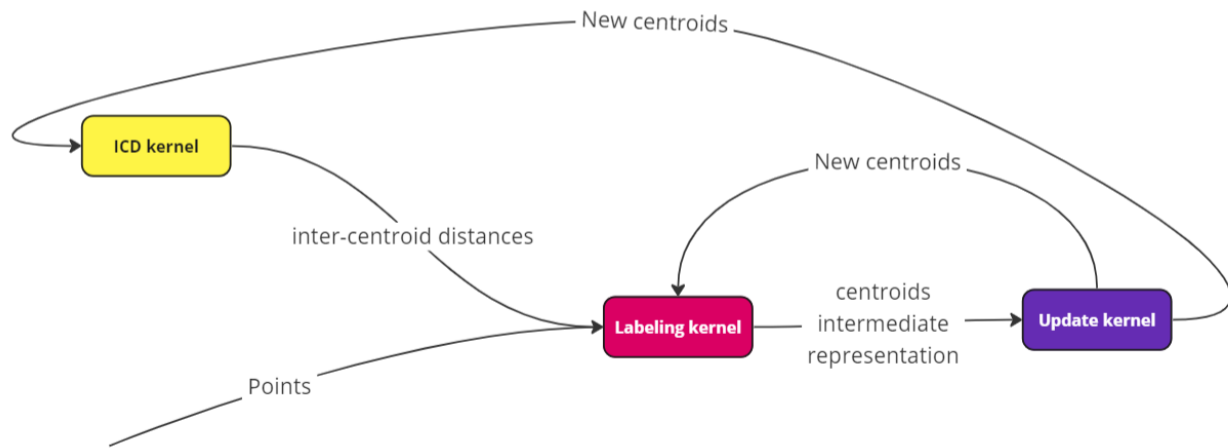 New centroids
ICD kernel
New centroids
inter-centroid distances
centroids
intermediate
representation
Labeling kernel
Update kernel
Points